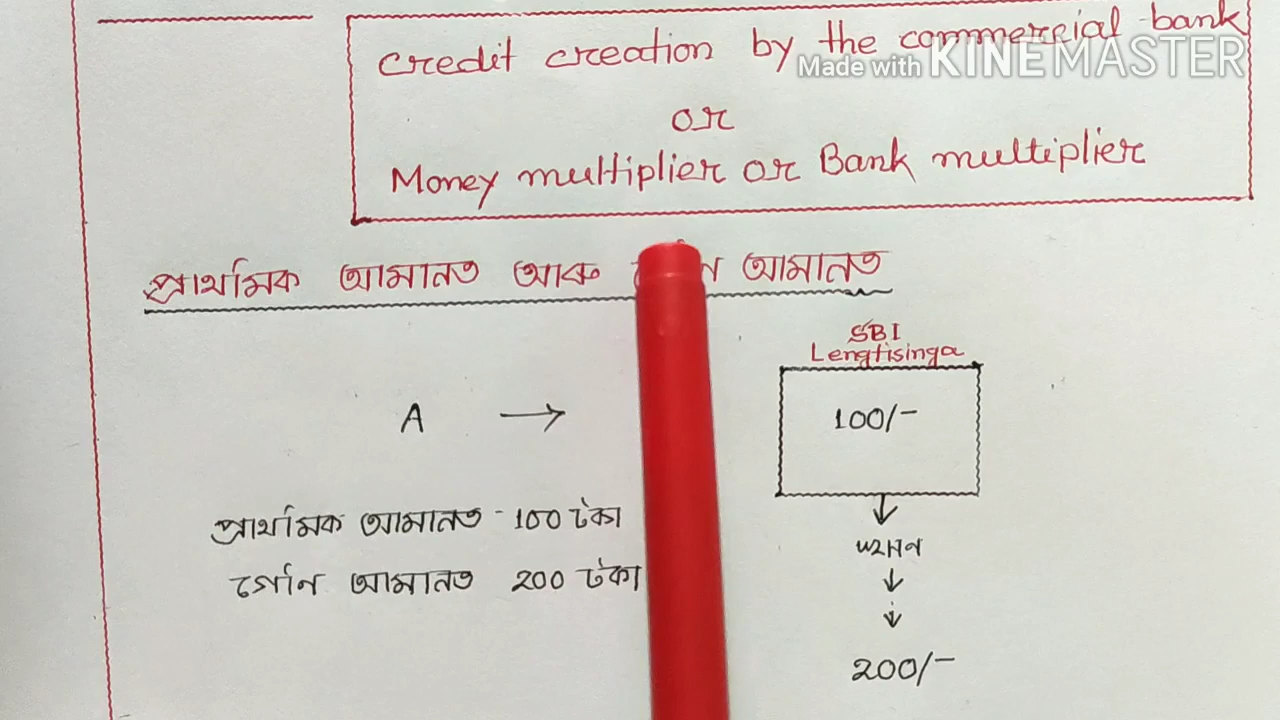 Credit creation by the commercial bank
Made with KINEMASTER
or
Money multiplier or Bank multiplier
প্ৰাথমিক আমানত আৰু আমানত
SBI
Lengtisinga
A → 100/-
প্ৰাথমিক আমানত - 100 টকা
গৌন আমানত 200 টকা
200/-